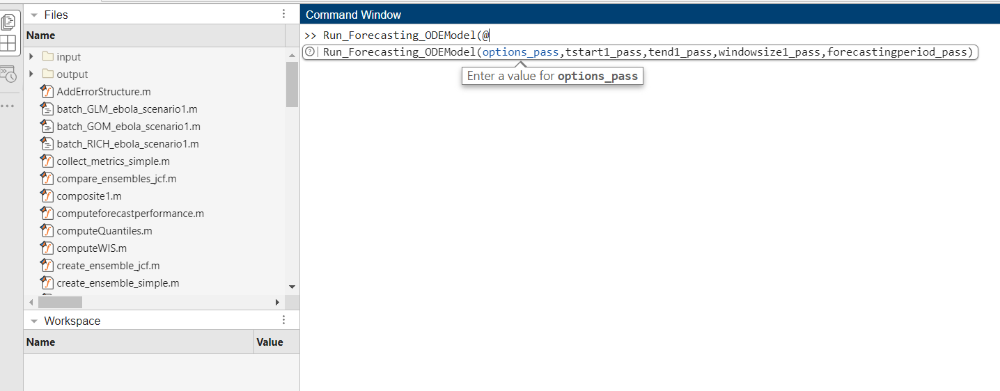 Files
Name
input
output
AddErrorStructure.m
batch_GLM_ebola_scenario1.m
batch_GOM_ebola_scenario1.m
batch_RICH_ebola_scenario1.m
collect_metrics_simple.m
compare_ensembles_jcf.m
composite1.m
computeforecastperformance.m
computeQuantiles.m
computeWIS.m
create_ensemble_jcf.m
create_ensemble_simple.m
Workspace
Name Value
Command Window
>> Run_Forecasting_ODEModel(@
Run_Forecasting_ODEModel(options_pass,tstart1_pass,tend1_pass,windowsize1_pass,forecastingperiod_pass)
Enter a value for options_pass